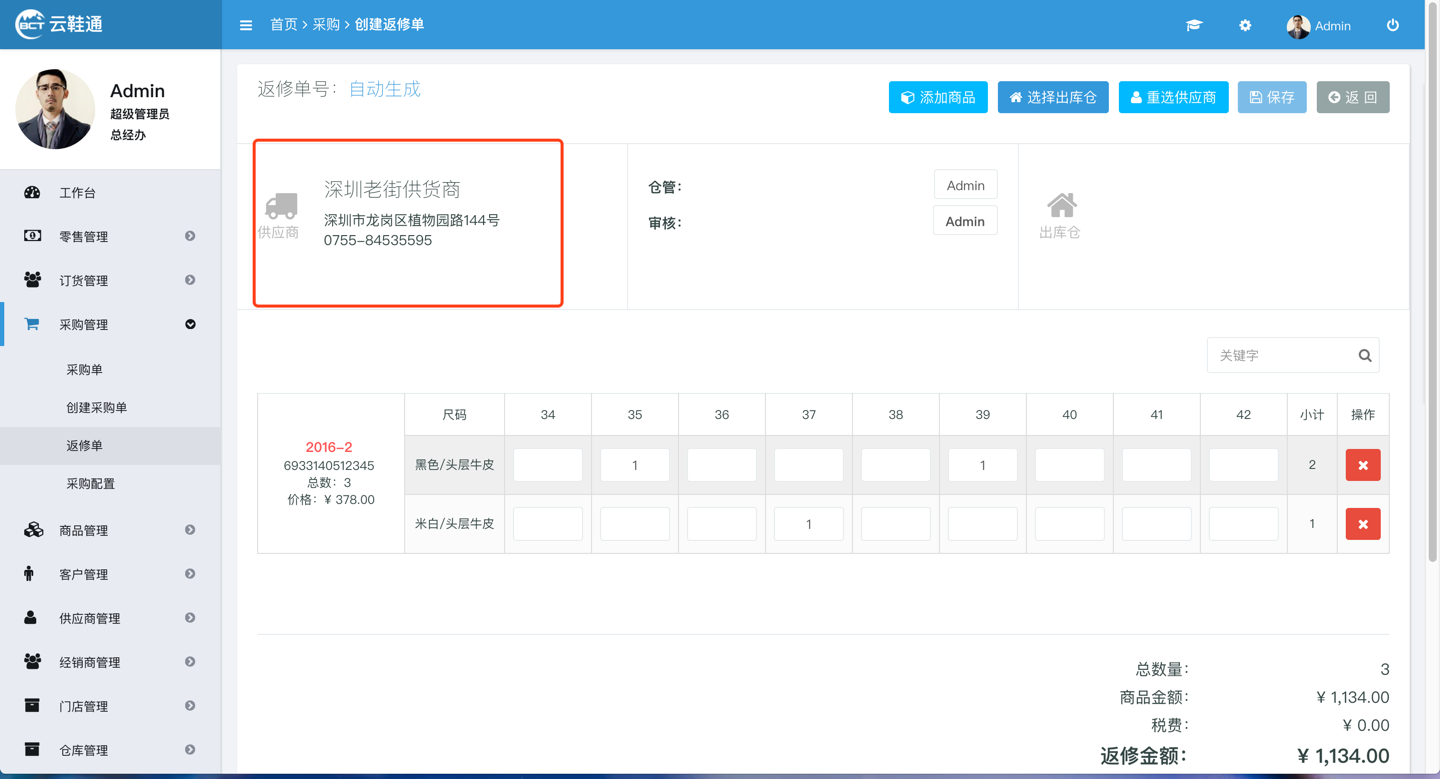 BCT 云鞋通
首页 > 采购 > 创建返修单
Admin
Admin
超级管理员
总经办
工作台
零售管理
订货管理
采购管理
采购单
创建采购单
返修单
采购配置
商品管理
客户管理
供应商管理
经销商管理
门店管理
仓库管理
返修单号: 自动生成
添加商品 选择出库仓 重选供应商 保存 返 回
供应商
深圳老街供货商
深圳市龙岗区植物园路144号
0755-84535595
仓管: Admin
审核: Admin
出库仓
关键字
尺码 34 35 36 37 38 39 40 41 42 小计 操作
2016-2
6933140512345
总数: 3
价格: ¥ 378.00
黑色/头层牛皮 1 1 2
米白/头层牛皮 1 1
总数量: 3
商品金额: ¥ 1,134.00
税费: ¥ 0.00
返修金额: ¥ 1,134.00